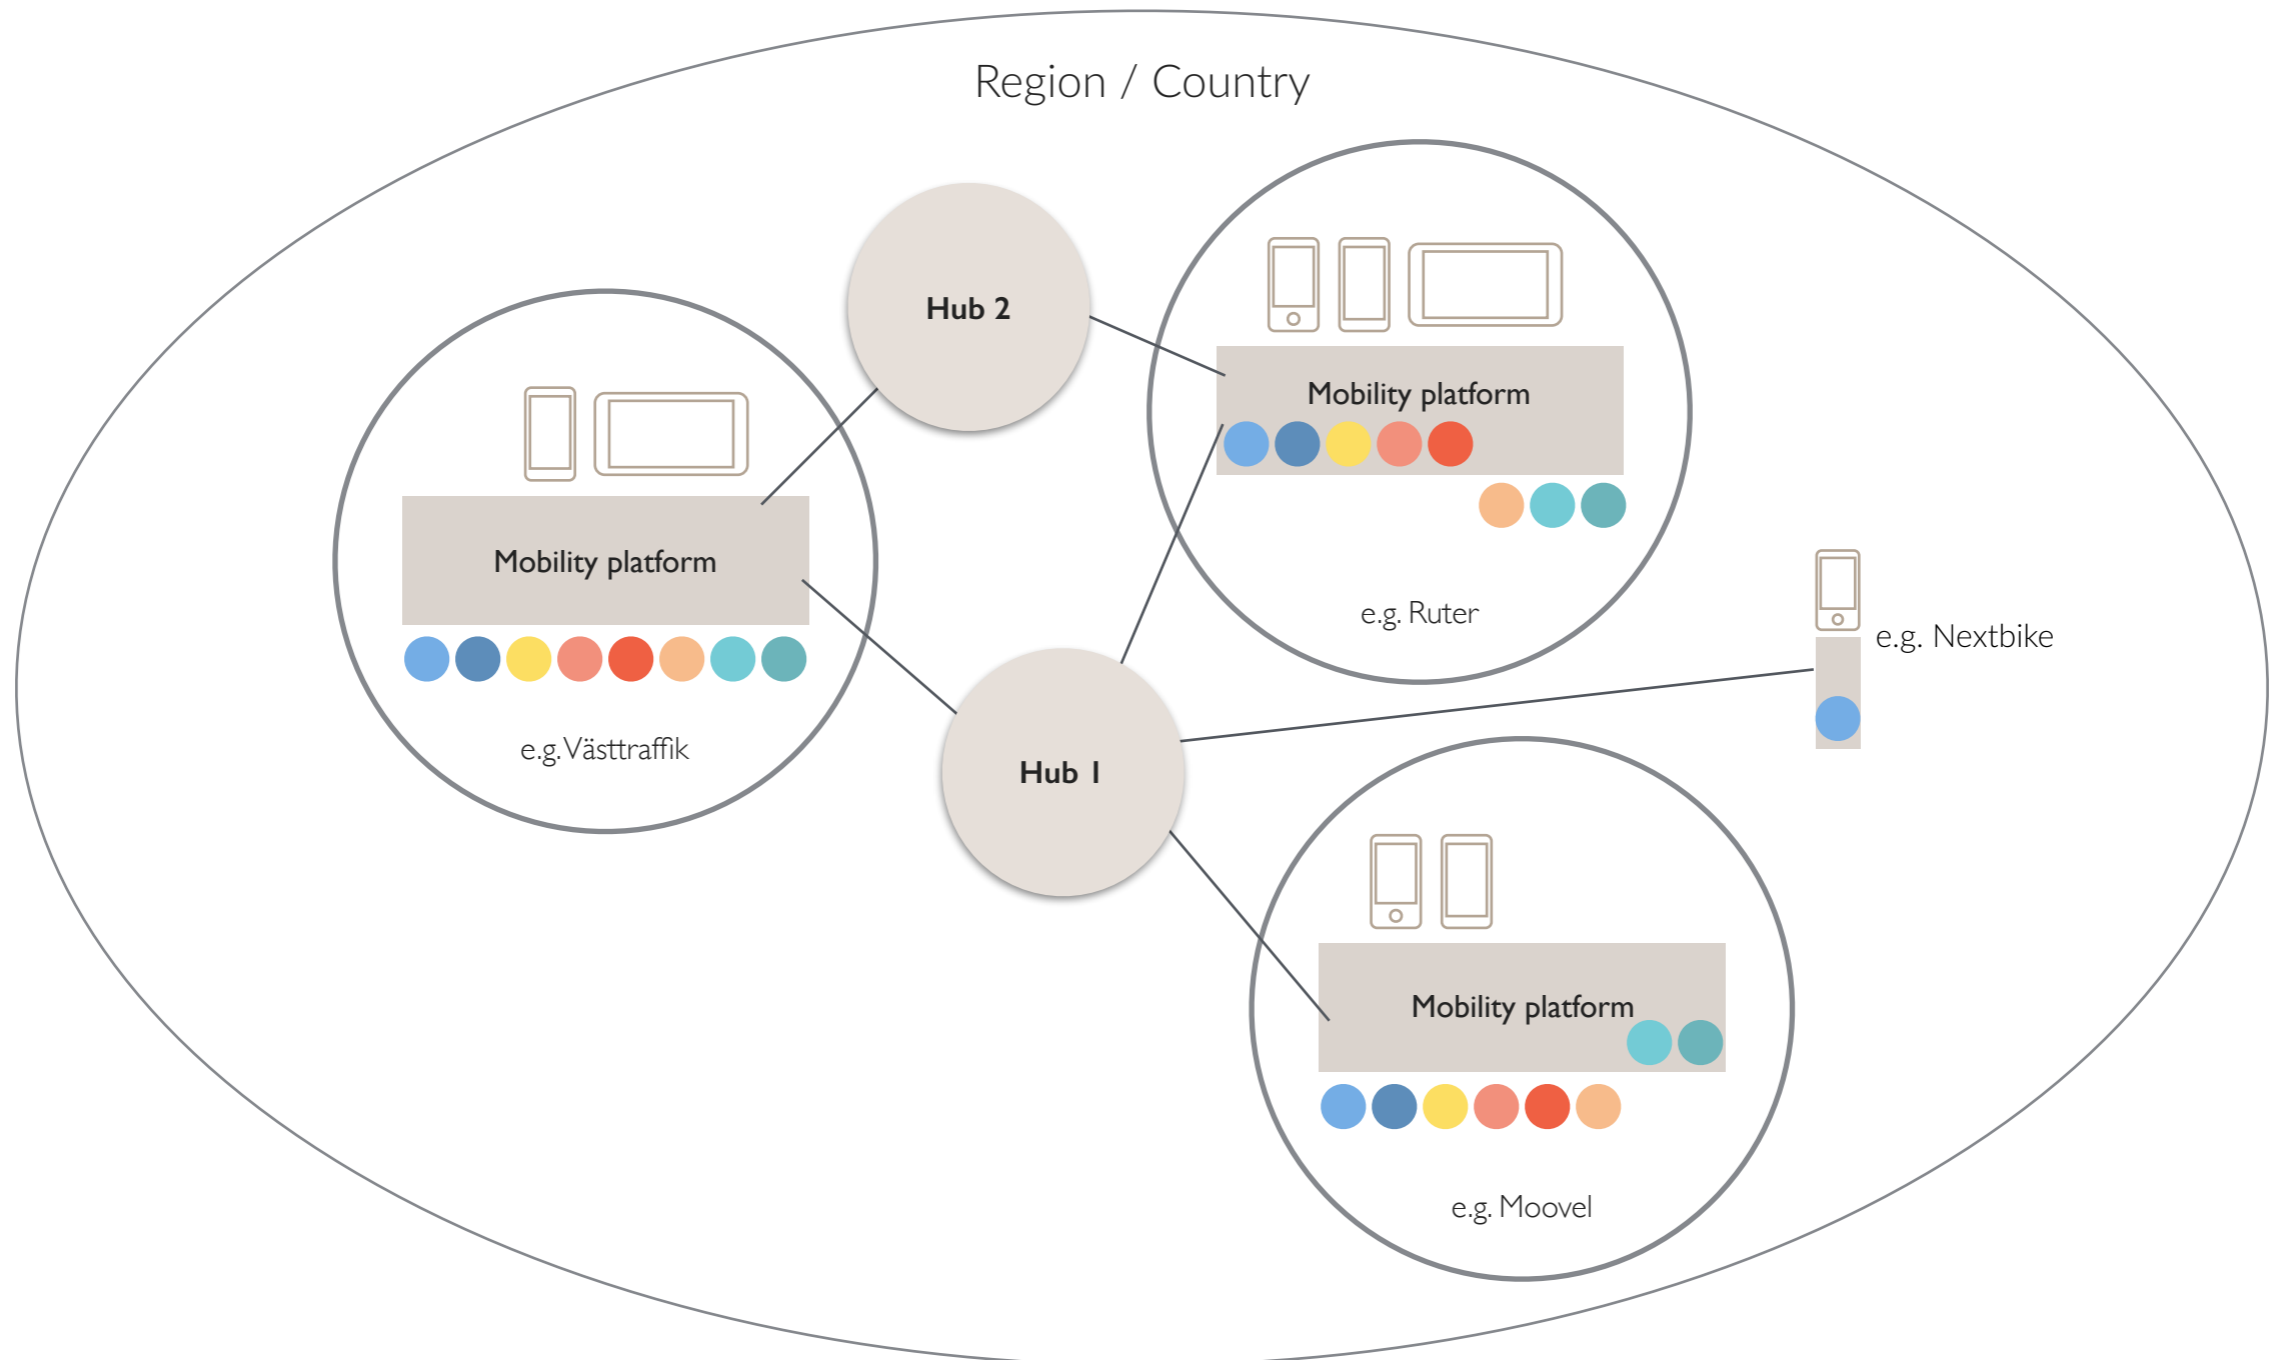 Region / Country
Hub 2
Mobility platform
e.g. Ruter
Mobility platform
e.g. Västtraffik
e.g. Nextbike
Hub 1
Mobility platform
e.g. Moovel